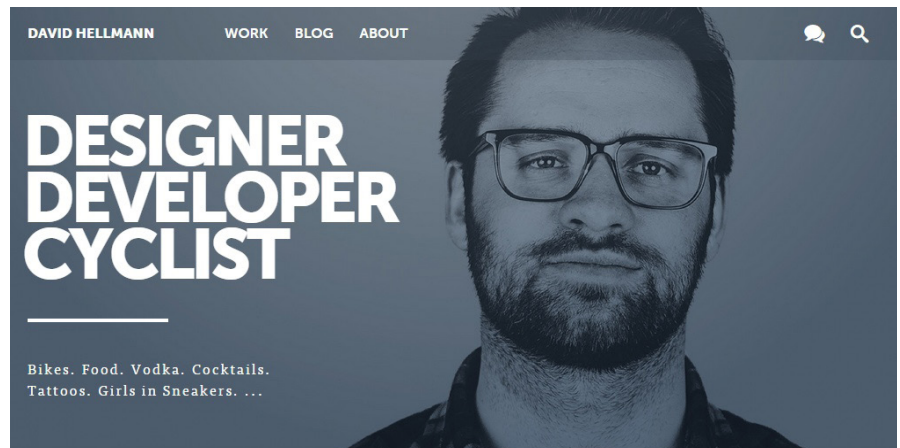 DAVID HELLMANN WORK BLOG ABOUT
DESIGNER
DEVELOPER
CYCLIST
Bikes. Food. Vodka. Cocktails.
Tattoos. Girls in Sneakers. ...